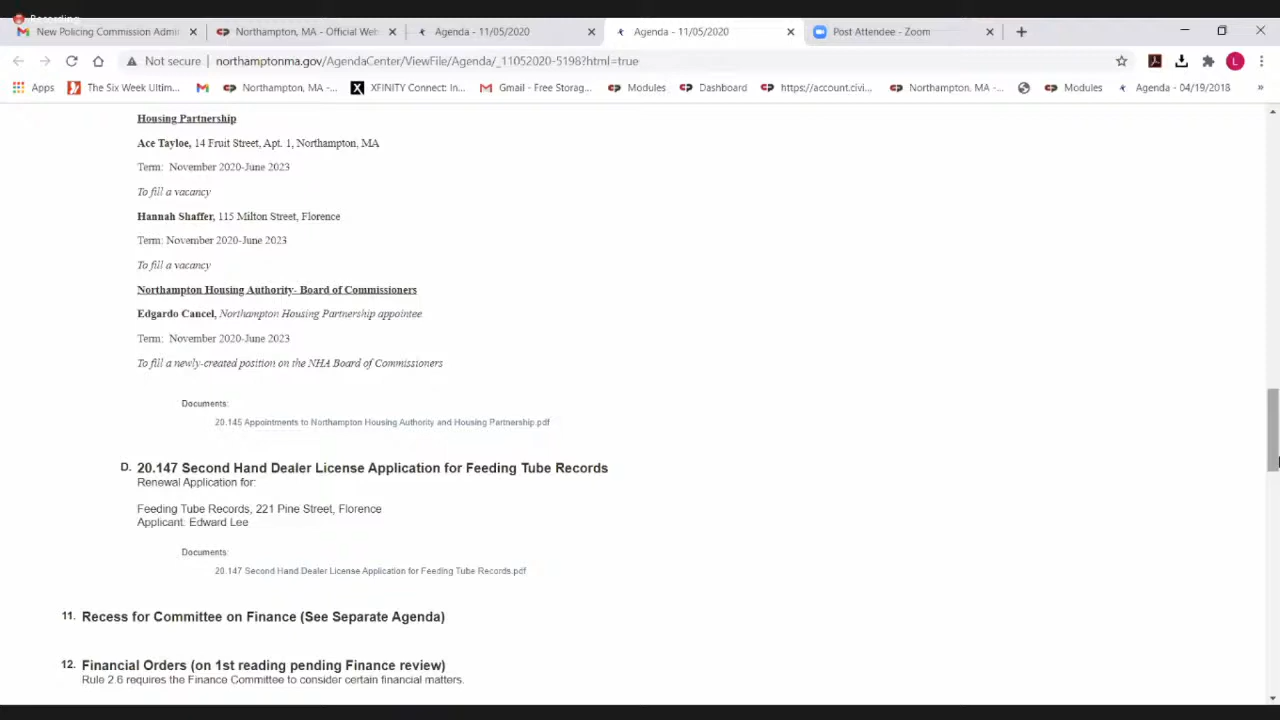 Recording
New Policing Commission Admin
Northampton, MA - Official Web
Agenda - 11/05/2020
Agenda - 11/05/2020
Post Attendee - Zoom
Not secure
northamptonma.gov/AgendaCenter/ViewFile/Agenda/_11052020-5198?html=true
L
Apps
The Six Week Ultim...
Northampton, MA -...
XFINITY Connect: In...
Gmail - Free Storag...
Modules
Dashboard
https://account.civi...
Northampton, MA -...
Modules
Agenda - 04/19/2018
»
Housing Partnership
Ace Tayloe, 14 Fruit Street, Apt. 1, Northampton, MA
Term: November 2020-June 2023
To fill a vacancy
Hannah Shaffer, 115 Milton Street, Florence
Term: November 2020-June 2023
To fill a vacancy
Northampton Housing Authority- Board of Commissioners
Edgardo Cancel, Northampton Housing Partnership appointee
Term: November 2020-June 2023
To fill a newly-created position on the NHA Board of Commissioners
Documents:
20.145 Appointments to Northampton Housing Authority and Housing Partnership.pdf
D. 20.147 Second Hand Dealer License Application for Feeding Tube Records
Renewal Application for:
Feeding Tube Records, 221 Pine Street, Florence
Applicant: Edward Lee
Documents:
20.147 Second Hand Dealer License Application for Feeding Tube Records.pdf
11. Recess for Committee on Finance (See Separate Agenda)
12. Financial Orders (on 1st reading pending Finance review)
Rule 2.6 requires the Finance Committee to consider certain financial matters.